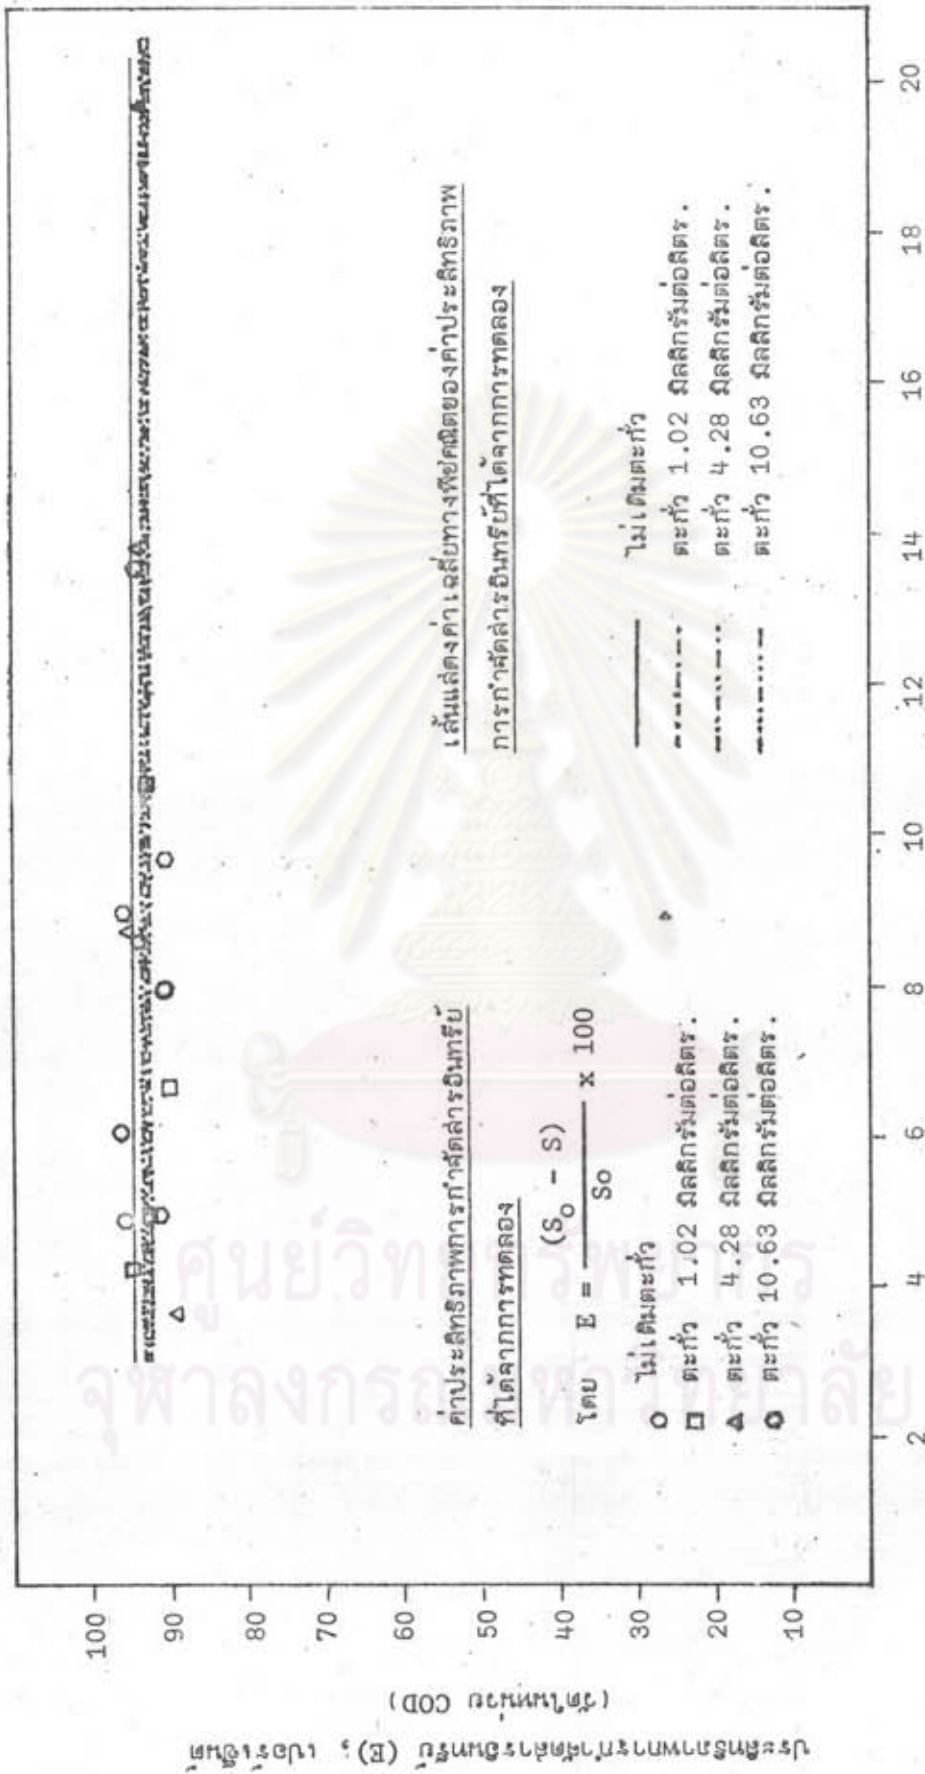 ประสิทธิภาพการกำจัดสารอินทรีย์ (E), เปอร์เซ็นต์
(วัดในหน่วย COD)
100
90
80
70
60
50
40
30
20
10
2
4
6
8
10
12
14
16
18
20
ค่าประสิทธิภาพการกำจัดสารอินทรีย์
ที่ได้จากการทดลอง
โดย E = (S₀ - S) / So x 100
ไม่เติมตะกั่ว
ตะกั่ว 1.02 มิลลิกรัมต่อลิตร.
ตะกั่ว 4.28 มิลลิกรัมต่อลิตร.
ตะกั่ว 10.63 มิลลิกรัมต่อลิตร.
เส้นแสดงค่าเฉลี่ยทางพีชคณิตของค่าประสิทธิภาพ
การกำจัดสารอินทรีย์ที่ได้จากการทดลอง
ไม่เติมตะกั่ว
ตะกั่ว 1.02 มิลลิกรัมต่อลิตร.
ตะกั่ว 4.28 มิลลิกรัมต่อลิตร.
ตะกั่ว 10.63 มิลลิกรัมต่อลิตร.
ศูนย์วิทยทรัพยากร
จุฬาลงกรณ์มหาวิทยาลัย